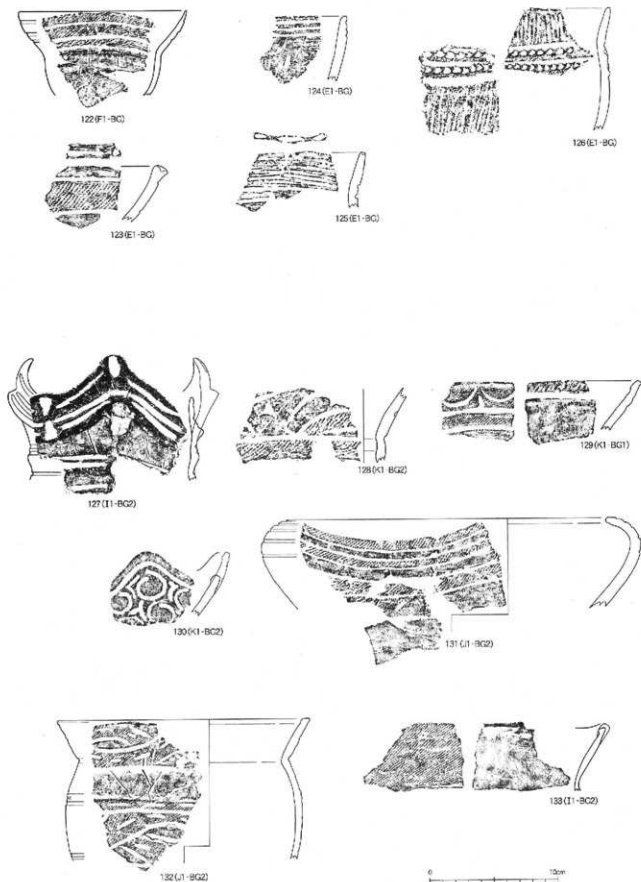 122(F1-BG)
124(E1-BG)
126(E1-BG)
123(E1-BG)
125(E1-BG)
127(I1-BG2)
128(K1-BG2)
129(K1-BG1)
130(K1-BG2)
131(J1-BG2)
132(J1-BG2)
133(I1-BG2)
0 10cm